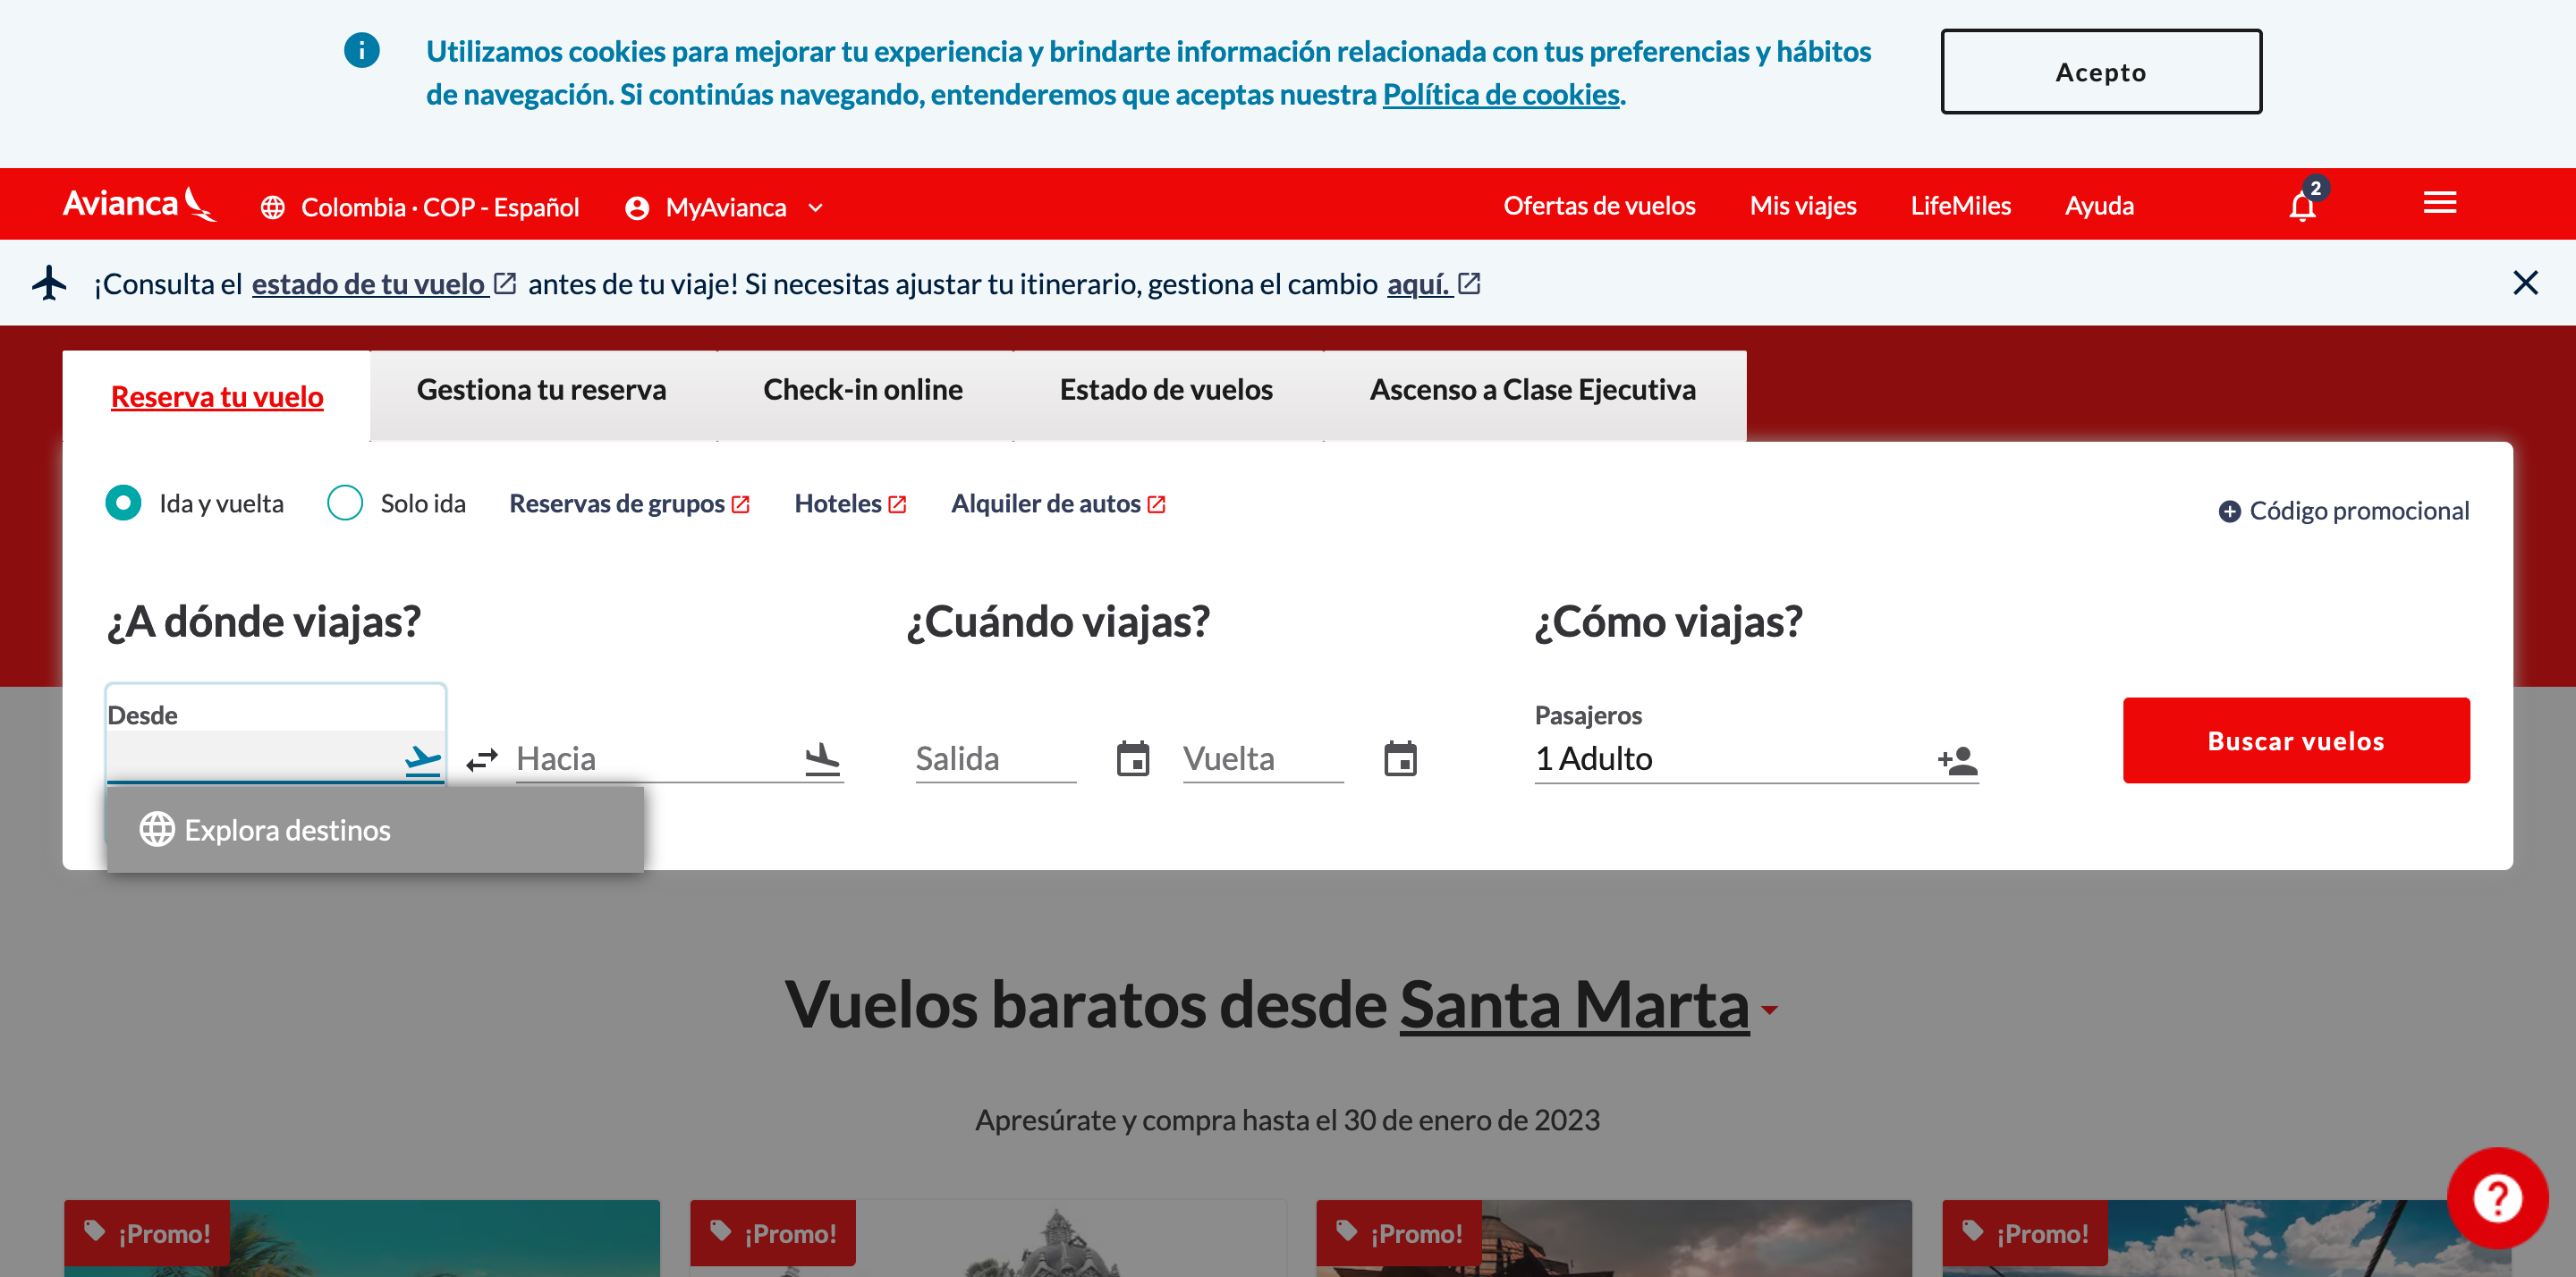 Utilizamos cookies para mejorar tu experiencia y brindarte información relacionada con tus preferencias y hábitos
de navegación. Si continúas navegando, entenderemos que aceptas nuestra Política de cookies.
Acepto
Avianca
Colombia · COP - Español
MyAvianca
Ofertas de vuelos
Mis viajes
LifeMiles
Ayuda
2
¡Consulta el estado de tu vuelo antes de tu viaje! Si necesitas ajustar tu itinerario, gestiona el cambio aquí.
Reserva tu vuelo
Gestiona tu reserva
Check-in online
Estado de vuelos
Ascenso a Clase Ejecutiva
Ida y vuelta
Solo ida
Reservas de grupos
Hoteles
Alquiler de autos
Código promocional
¿A dónde viajas?
¿Cuándo viajas?
¿Cómo viajas?
Desde
Hacia
Salida
Vuelta
Pasajeros
1 Adulto
Buscar vuelos
Explora destinos
Vuelos baratos desde Santa Marta
Apresúrate y compra hasta el 30 de enero de 2023
¡Promo!
¡Promo!
¡Promo!
¡Promo!